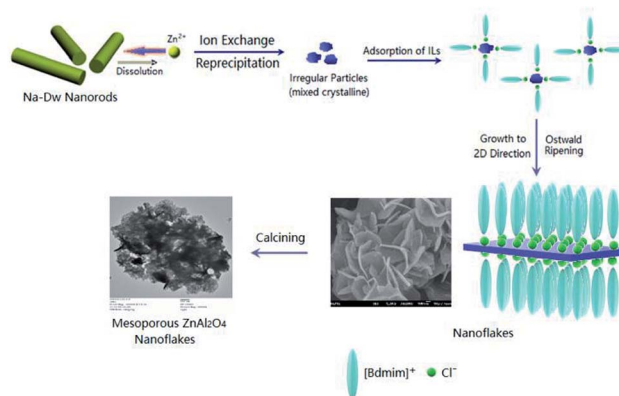 Zn²⁺
Dissolution
Na-Dw Nanorods
Ion Exchange
Reprecipitation
Irregular Particles
(mixed crystalline)
Adsorption of ILs
Growth to
2D Direction
Ostwald
Ripening
Calcining
Mesoporous ZnAl₂O₄
Nanoflakes
Nanoflakes
[Bdmim]⁺
Cl⁻